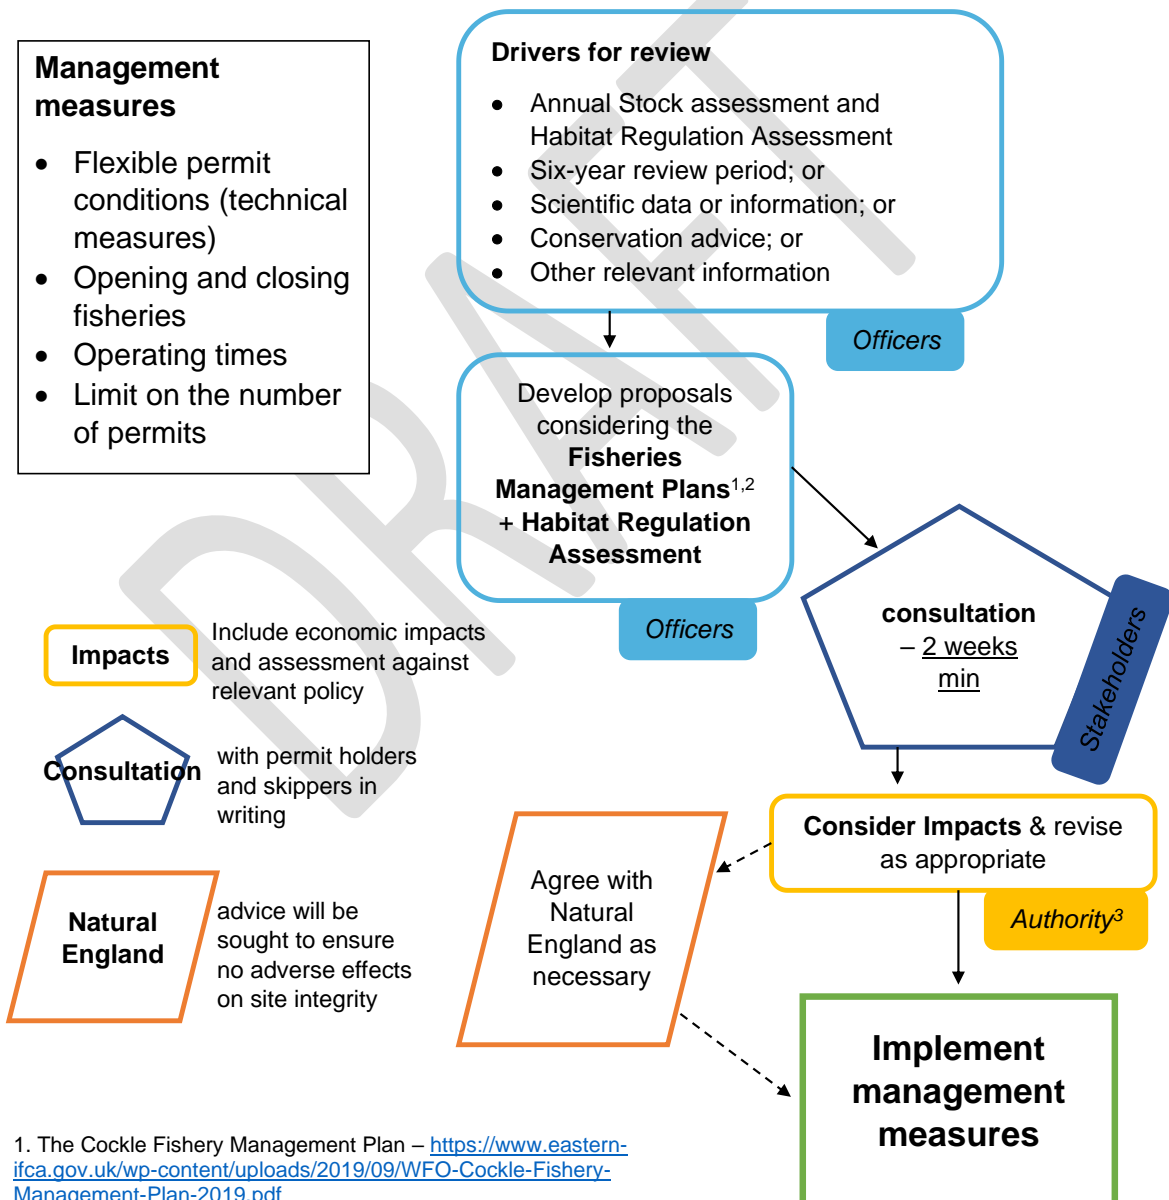 Management
measures
• Flexible permit
conditions (technical
measures)
• Opening and closing
fisheries
• Operating times
• Limit on the number
of permits
Drivers for review
• Annual Stock assessment and
Habitat Regulation Assessment
• Six-year review period; or
• Scientific data or information; or
• Conservation advice; or
• Other relevant information
Officers
Develop proposals
considering the
Fisheries
Management Plans1,2
+ Habitat Regulation
Assessment
Officers
consultation
– 2 weeks
min
Stakeholders
Impacts
Include economic impacts
and assessment against
relevant policy
Consultation
with permit holders
and skippers in
writing
Natural
England
advice will be
sought to ensure
no adverse effects
on site integrity
Consider Impacts & revise
as appropriate
Authority3
Agree with
Natural
England as
necessary
Implement
management
measures
1. The Cockle Fishery Management Plan – https://www.eastern-
ifca.gov.uk/wp-content/uploads/2019/09/WFO-Cockle-Fishery-
Management-Plan-2019.pdf
DRAFT